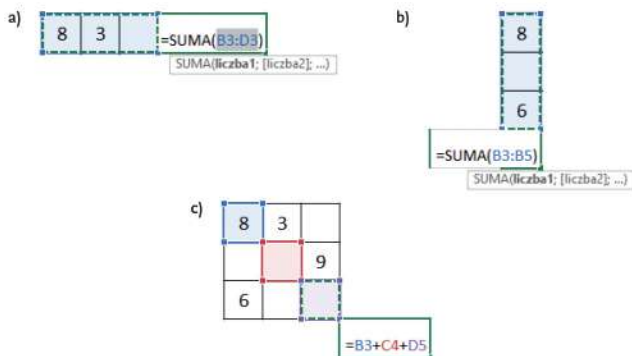 a)
8 3 =SUMA(B3:D3)
SUMA(liczba1; [liczba2]; ...)
b)
8
6
=SUMA(B3:B5)
SUMA(liczba1; [liczba2]; ...)
c)
8 3
9
6
=B3+C4+D5